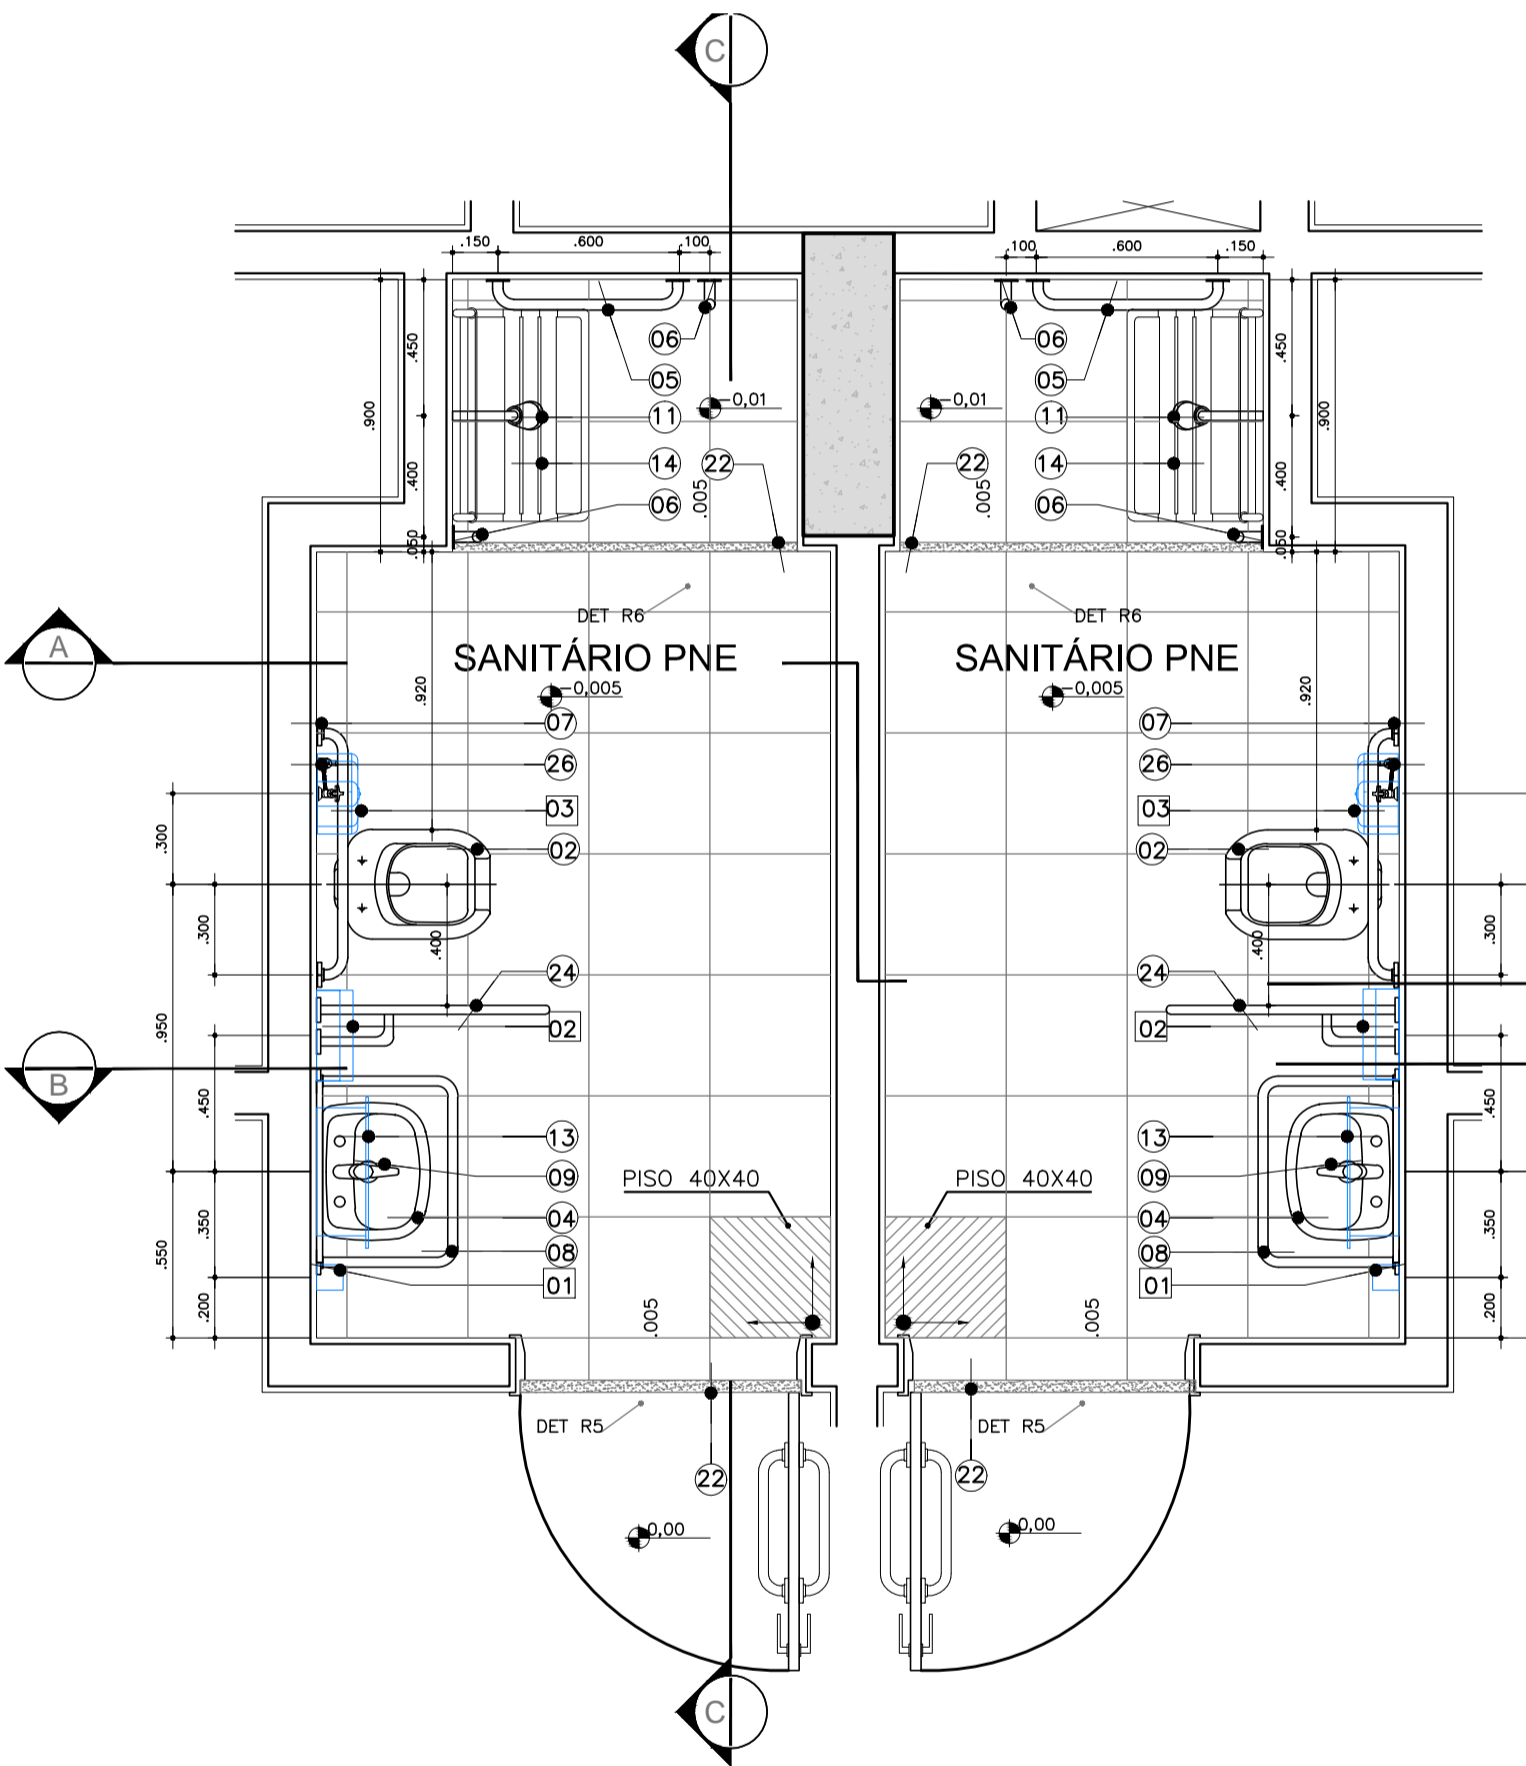 C
.150 .600 .100 .100 .600 .150
06 06
.450 .450
05 05
.900 -0,01 -0,01 .900
11 11
14 22 22 14
.400 .005 .005 .400
06 06
.050 .050
DET R6 DET R6
A SANITÁRIO PNE SANITÁRIO PNE
.920 -0,005 -0,005 .920
07 07
26 26
03 03
.300 02 02
.300 .400 .400 .300
24 24
.950 02 02
B
.450 .450
13 13
09 PISO 40X40 PISO 40X40 09
04 04
.350 .350
.550 08 08
01 01
.200 .005 .005 .200
DET R5 DET R5
22 22
0,00 0,00
C